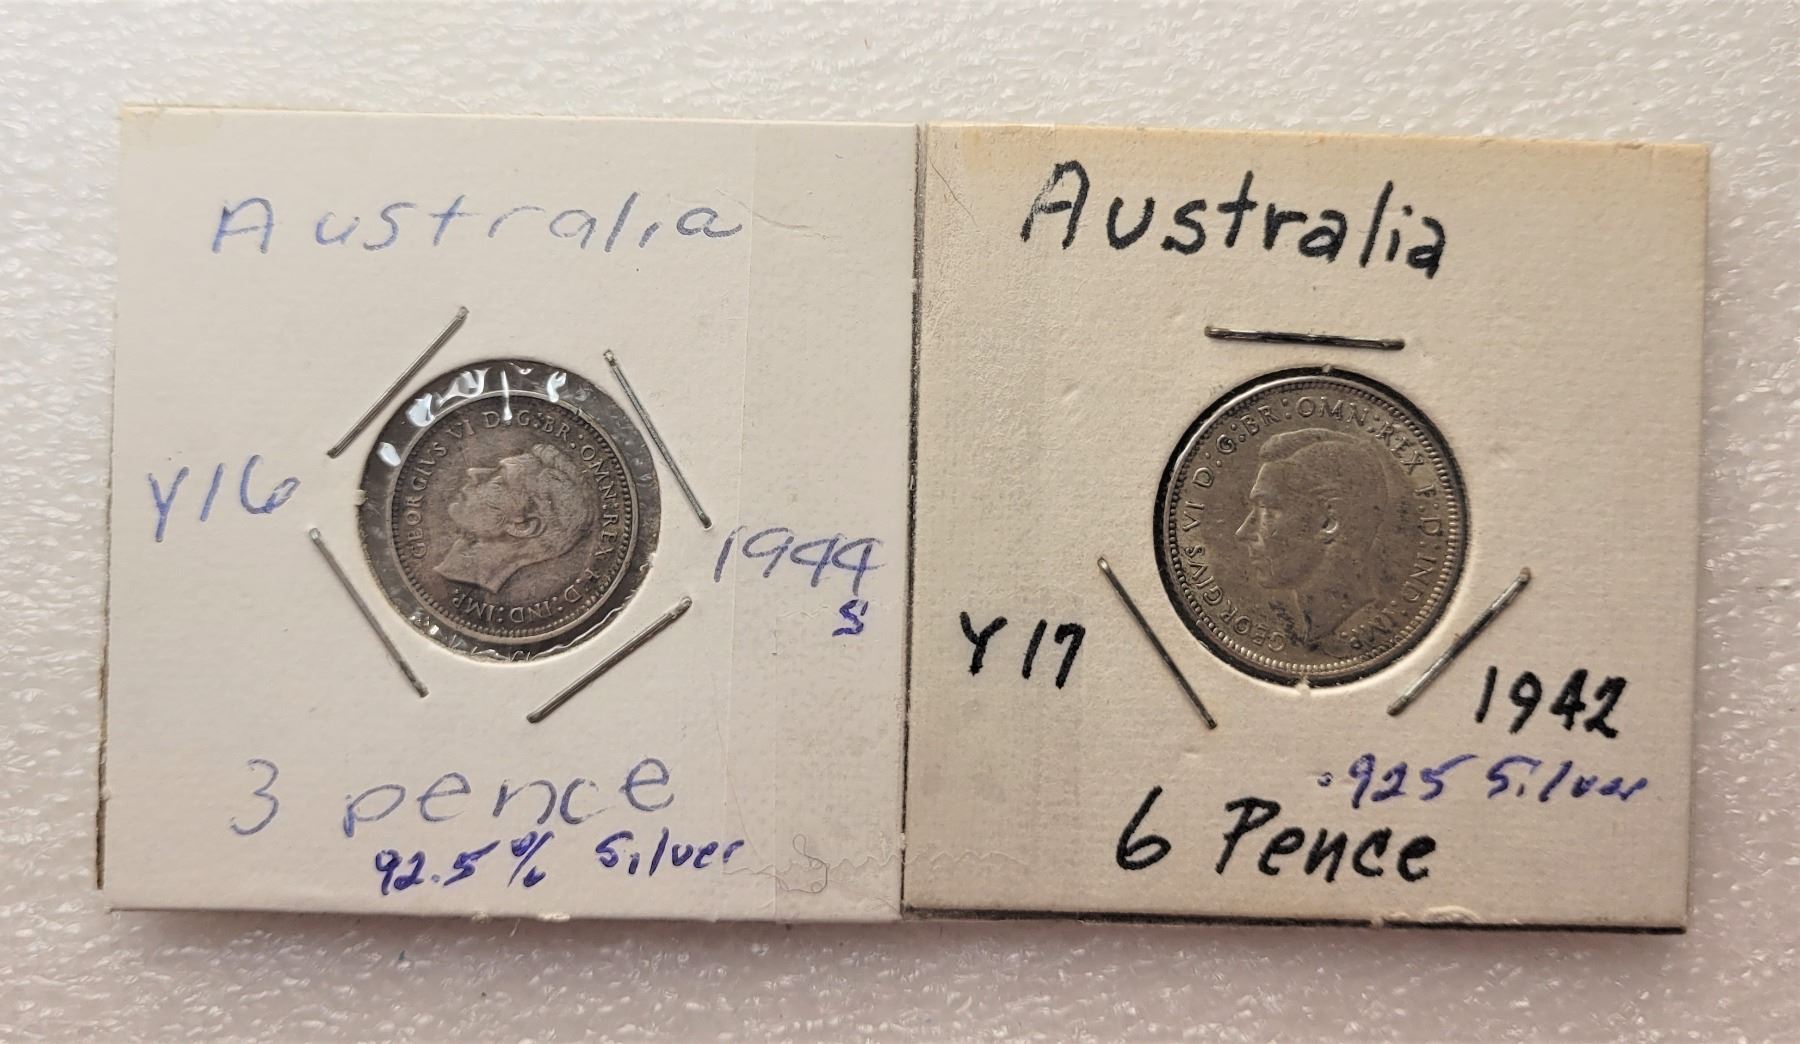 Australia
GEORGIVS VI D:G:BR:OMN:REX F:D:IND:IMP.
Y16
1944
S
3 pence
92.5% Silver
Australia
GEORGIVS VI D:G:BR:OMN:REX F:D:IND:IMP.
Y17
1942
.925 Silver
6 Pence